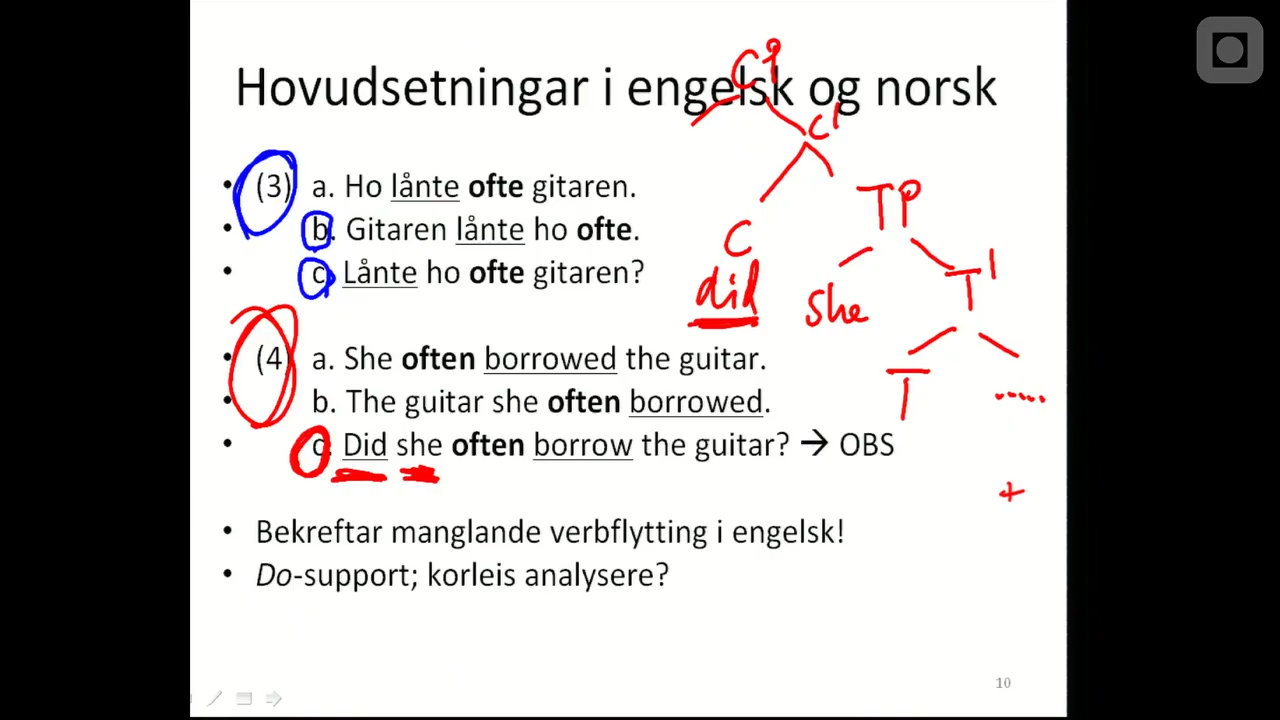 Hovudsetningar i engelsk og norsk
• (3) a. Ho lånte ofte gitaren.
• b. Gitaren lånte ho ofte.
• c. Lånte ho ofte gitaren?
• (4) a. She often borrowed the guitar.
• b. The guitar she often borrowed.
• c. Did she often borrow the guitar? → OBS
• Bekreftar manglande verbflytting i engelsk!
• Do-support; korleis analysere?
CP
C'
TP
C
T'
did
she
T
.....
+
10